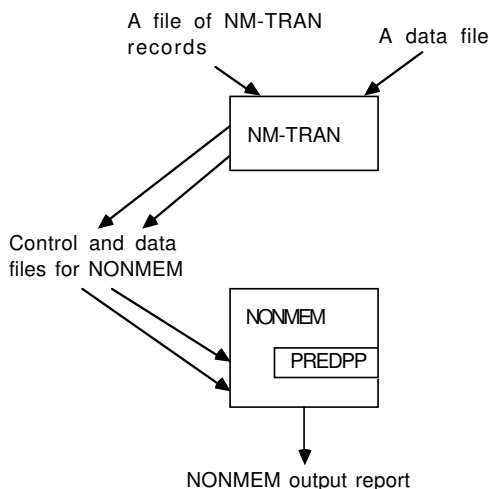 A file of NM-TRAN
records
A data file
NM-TRAN
Control and data
files for NONMEM
NONMEM
PREDPP
NONMEM output report